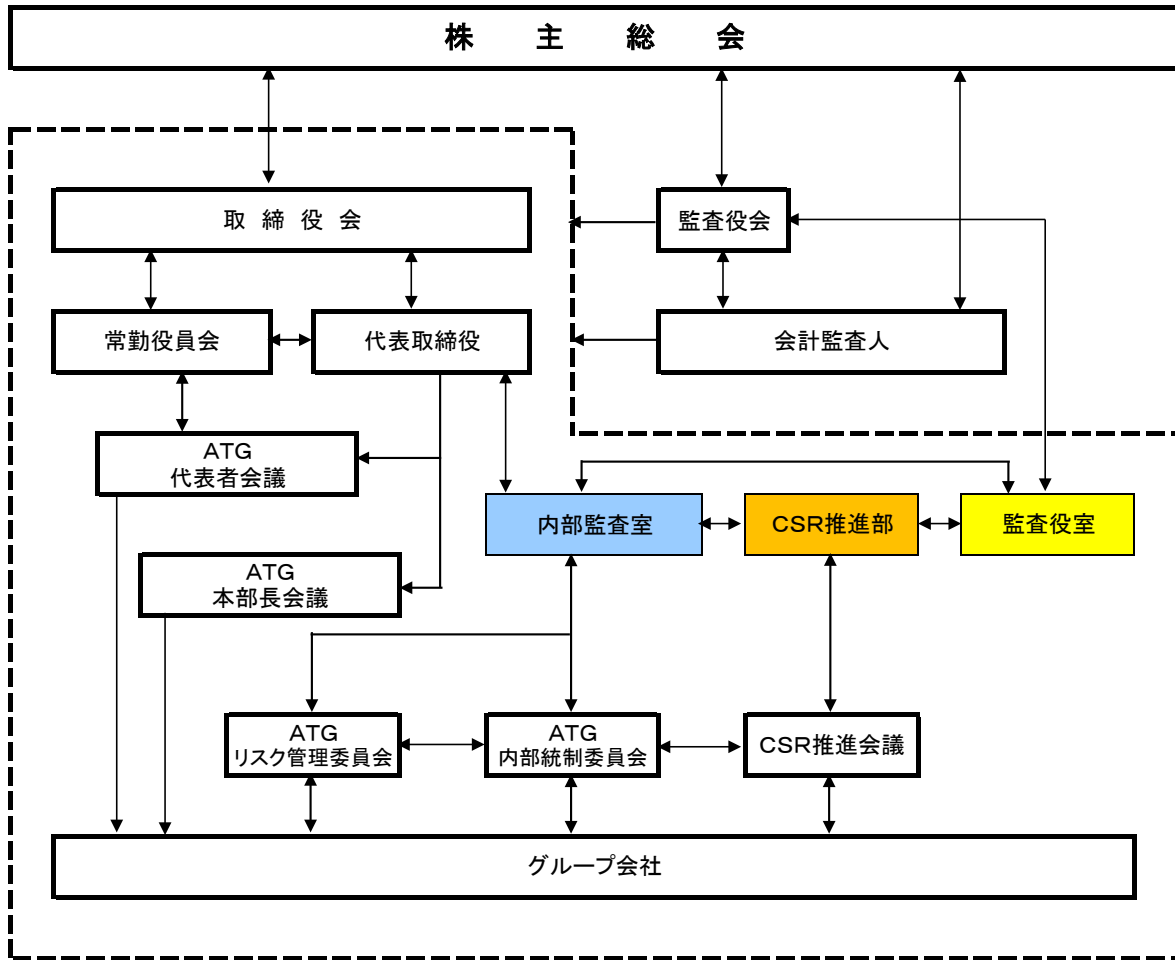 株　主　総　会
取　締　役　会
監査役会
常勤役員会
代表取締役
会計監査人
ＡＴＧ
代表者会議
内部監査室
ＣＳＲ推進部
監査役室
ＡＴＧ
本部長会議
ＡＴＧ
リスク管理委員会
ＡＴＧ
内部統制委員会
ＣＳＲ推進会議
グループ会社